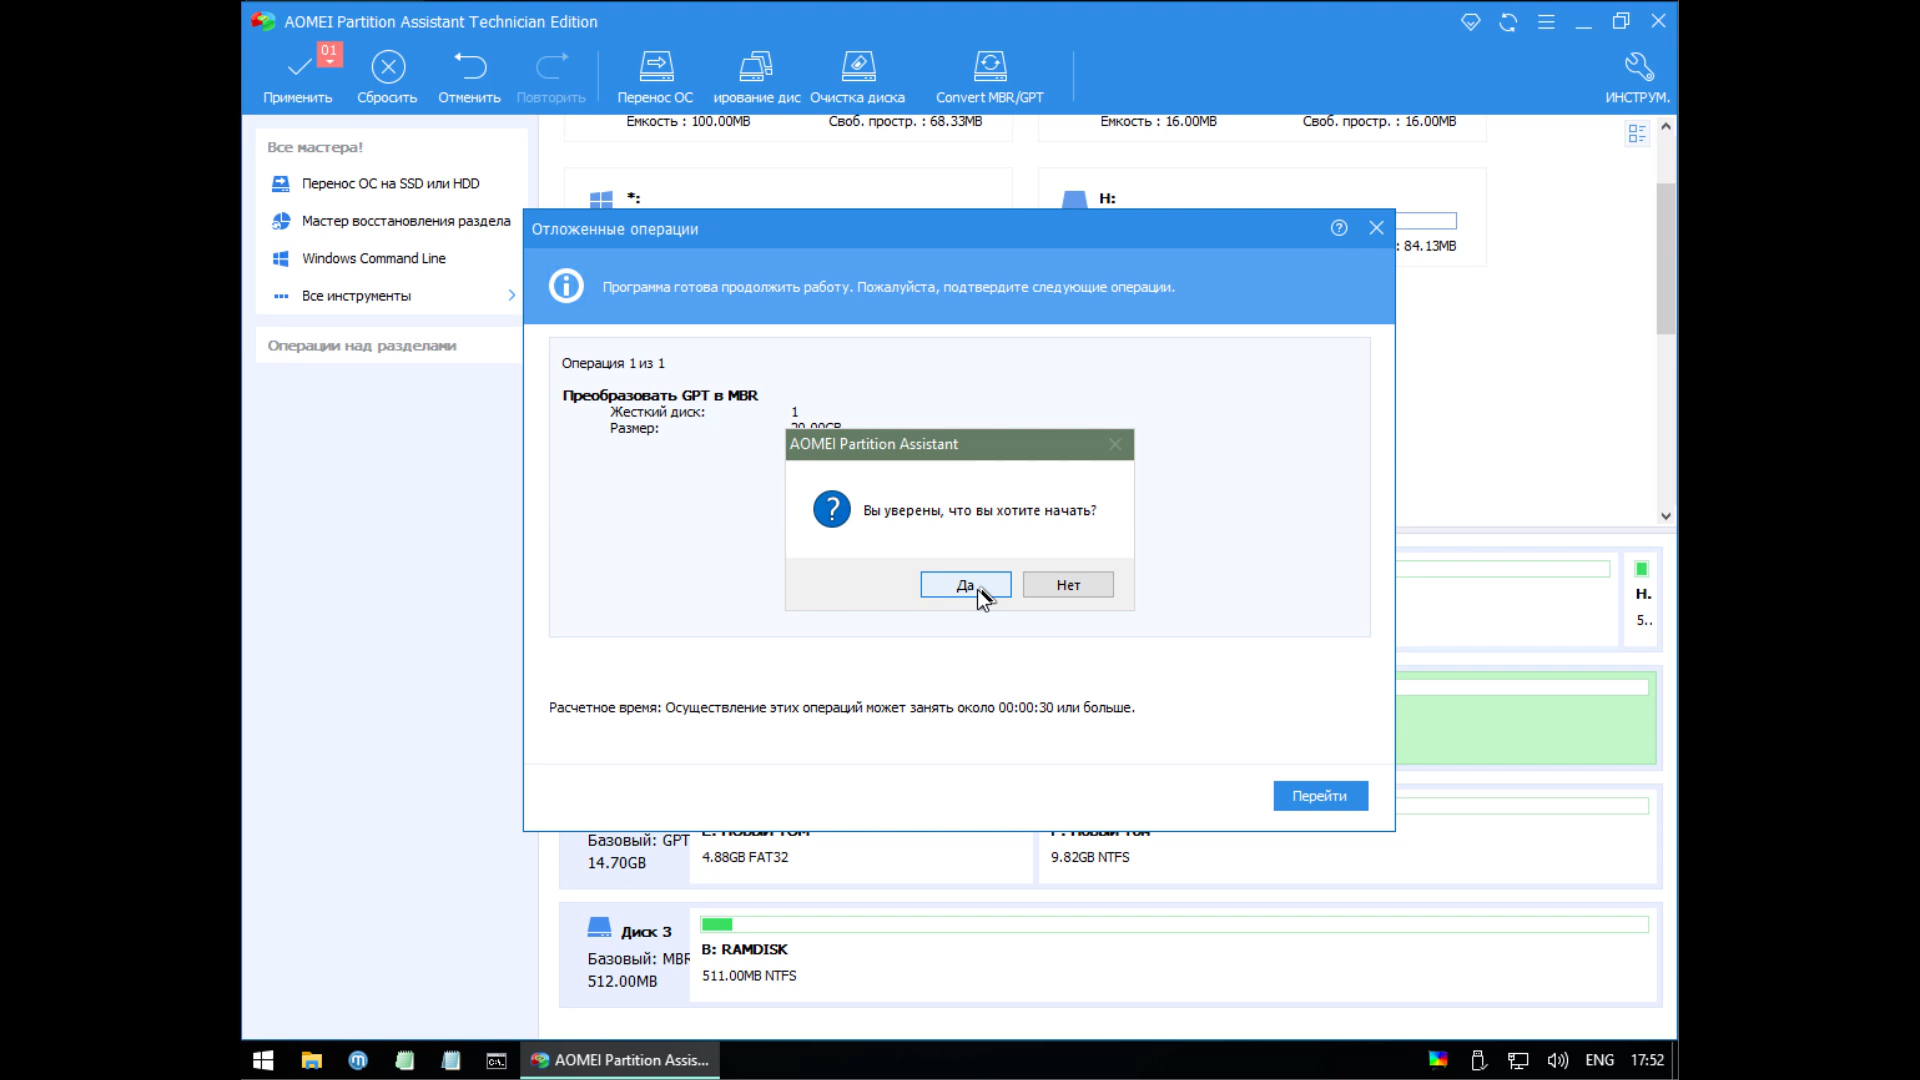 AOMEI Partition Assistant Technician Edition
01
Применить
Сбросить
Отменить
Повторить
Перенос ОС
ирование дис
Очистка диска
Convert MBR/GPT
ИНСТРУМ.
Емкость : 100.00MB
Своб. простр. : 68.33MB
Емкость : 16.00MB
Своб. простр. : 16.00MB
Все мастера!
Перенос ОС на SSD или HDD
Мастер восстановления раздела
Windows Command Line
Все инструменты
Операции над разделами
*:
H:
: 84.13MB
Отложенные операции
Программа готова продолжить работу. Пожалуйста, подтвердите следующие операции.
Операция 1 из 1
Преобразовать GPT в MBR
Жесткий диск: 1
Размер: 20.00GB
AOMEI Partition Assistant
Вы уверены, что вы хотите начать?
Да
Нет
H.
5..
Расчетное время: Осуществление этих операций может занять около 00:00:30 или больше.
Перейти
Базовый: GPT
14.70GB
4.88GB FAT32
9.82GB NTFS
Диск 3
Базовый: MBR
512.00MB
B: RAMDISK
511.00MB NTFS
AOMEI Partition Assis...
ENG
17:52